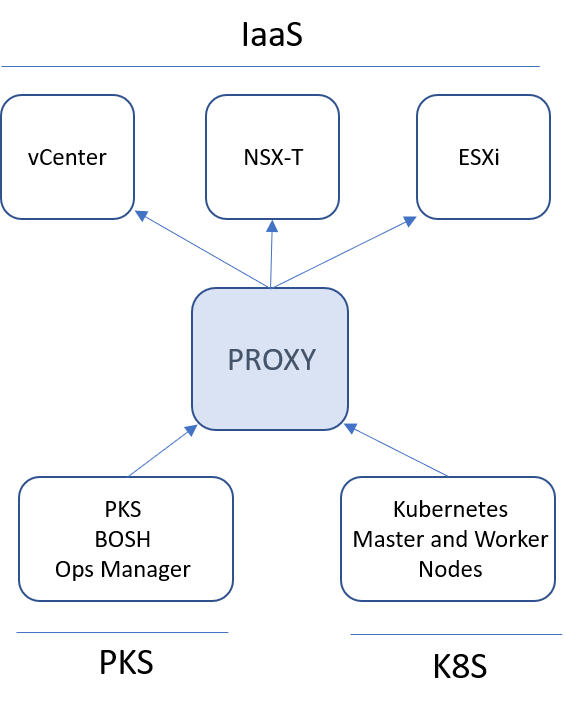 IaaS
vCenter
NSX-T
ESXi
PROXY
PKS
BOSH
Ops Manager
Kubernetes
Master and Worker
Nodes
PKS
K8S